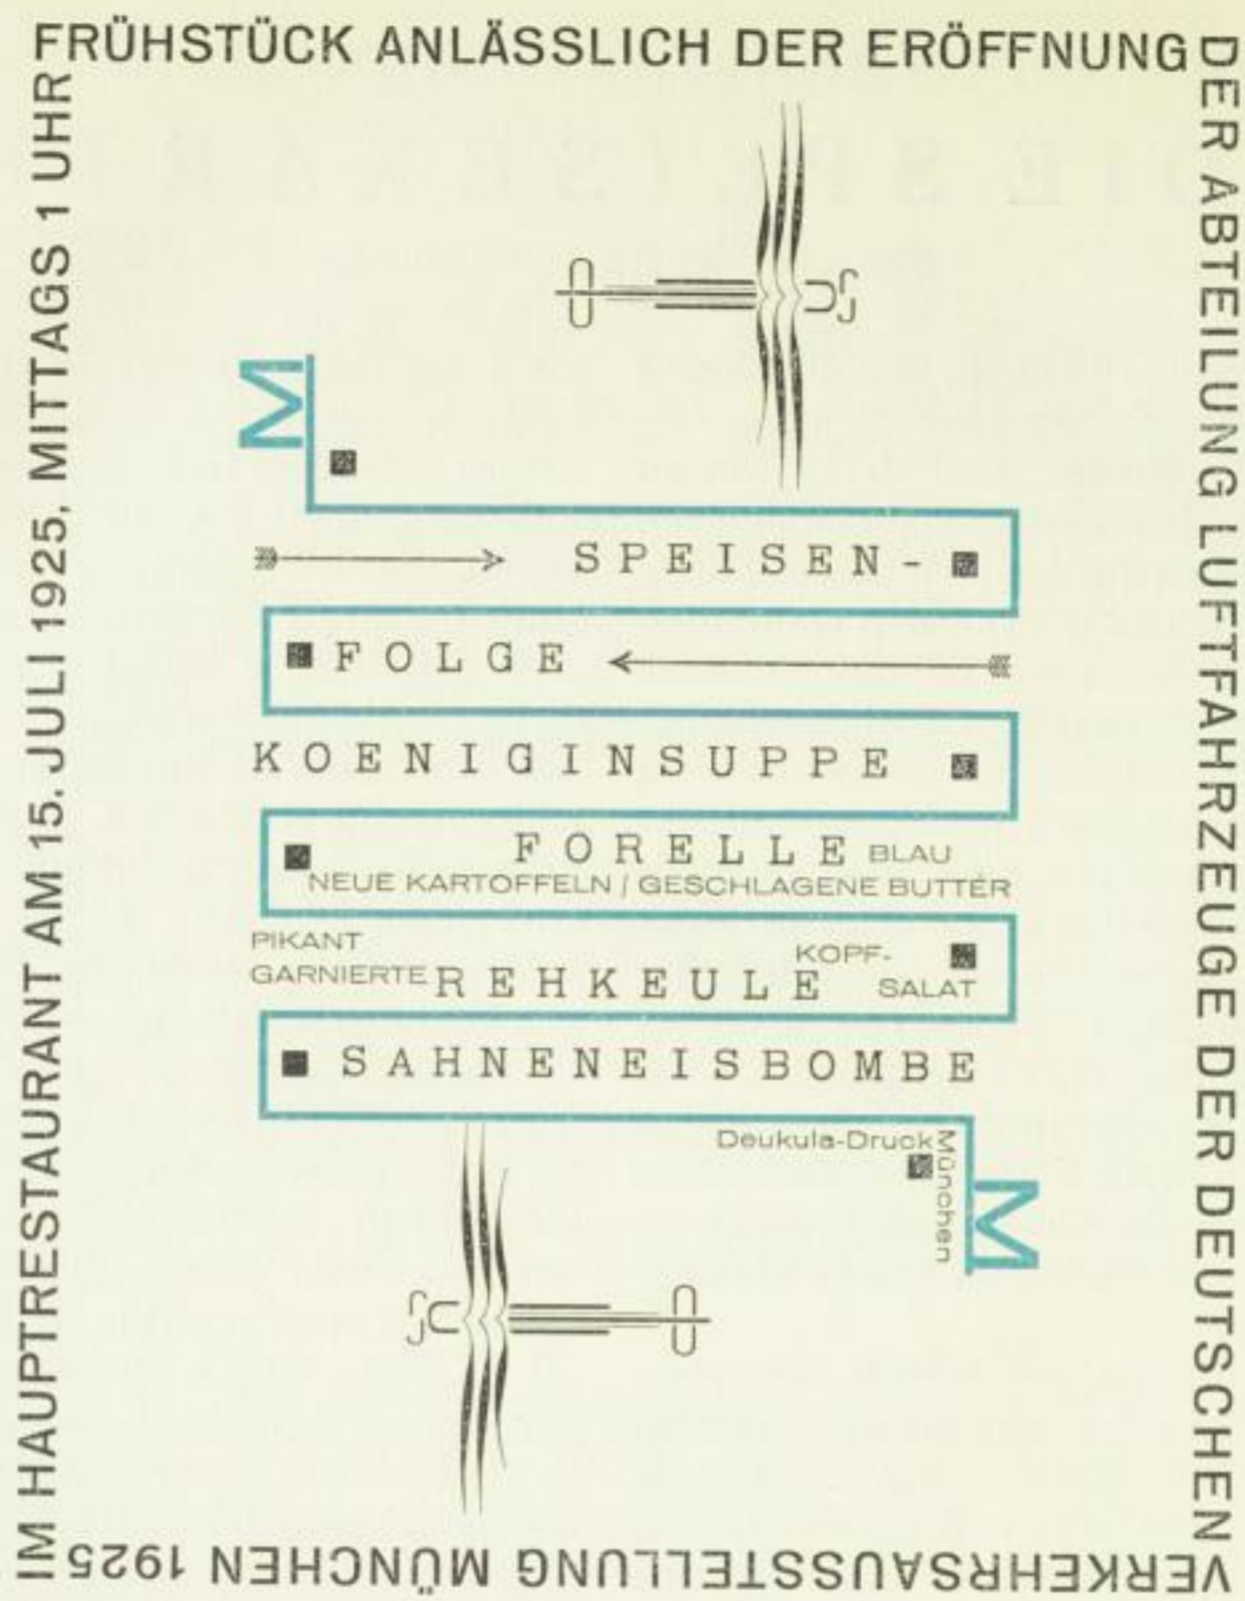 FRÜHSTÜCK ANLÄSSLICH DER ERÖFFNUNG
DER ABTEILUNG LUFTFAHRZEUGE DER DEUTSCHEN
VERKEHRSAUSSTELLUNG MÜNCHEN 1925
IM HAUPTRESTAURANT AM 15. JULI 1925, MITTAGS 1 UHR
M
SPEISEN-
FOLGE
KOENIGINSUPPE
FORELLE BLAU
NEUE KARTOFFELN / GESCHLAGENE BUTTER
PIKANT
GARNIERTE REHKEULE KOPF-
SALAT
SAHNENEISBOMBE
Deukula-Druck
München
M